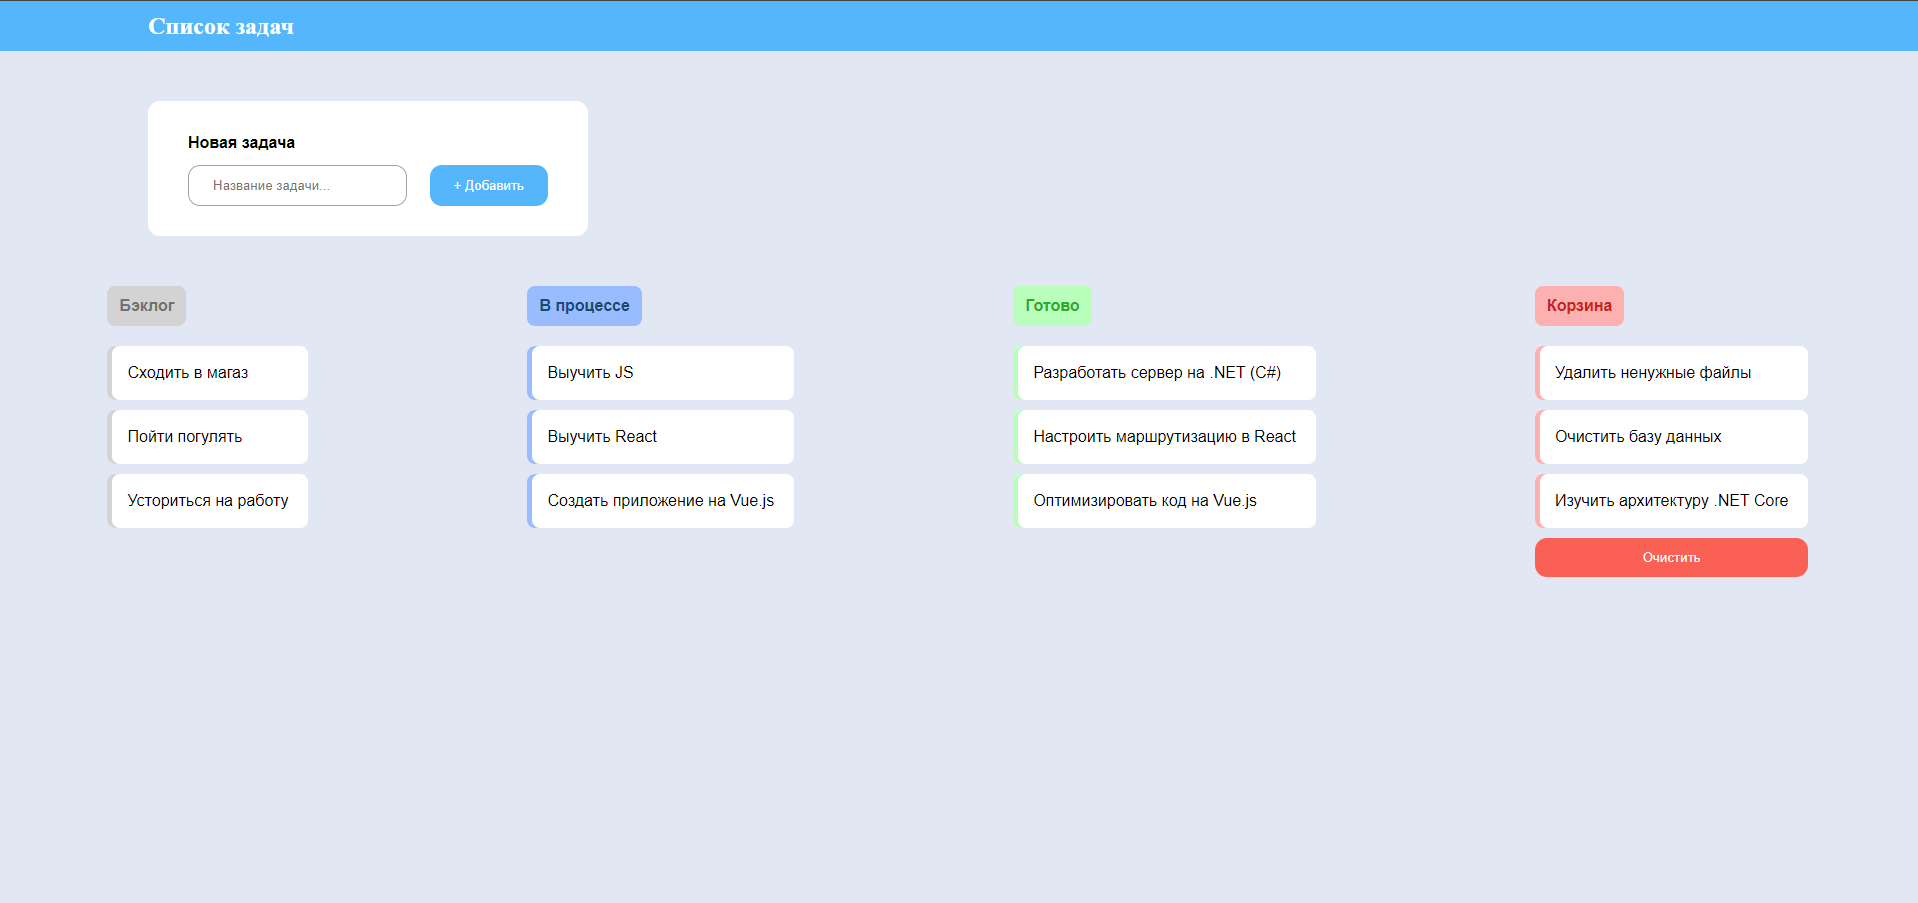 Список задач
Новая задача
Название задачи...
+ Добавить
Бэклог
Сходить в магаз
Пойти погулять
Усториться на работу
В процессе
Выучить JS
Выучить React
Создать приложение на Vue.js
Готово
Разработать сервер на .NET (C#)
Настроить маршрутизацию в React
Оптимизировать код на Vue.js
Корзина
Удалить ненужные файлы
Очистить базу данных
Изучить архитектуру .NET Core
Очистить